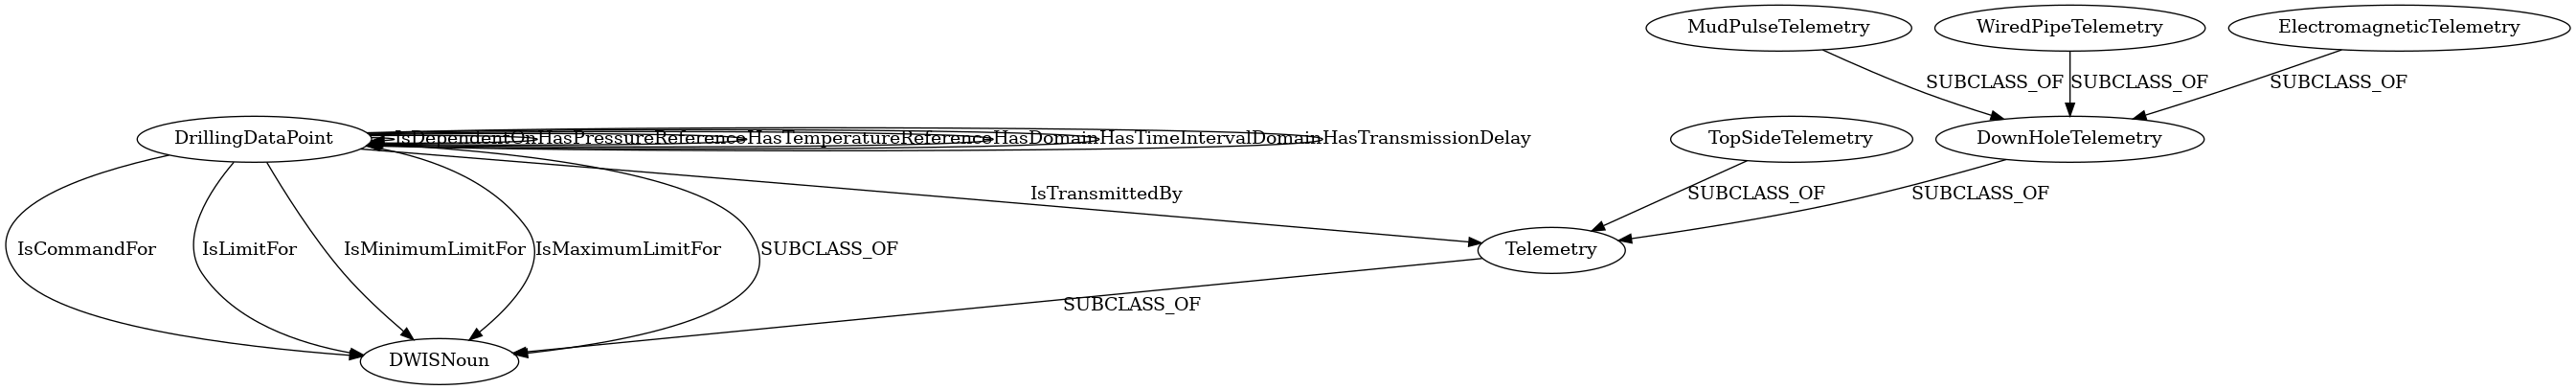 MudPulseTelemetry
WiredPipeTelemetry
ElectromagneticTelemetry
SUBCLASS_OF
SUBCLASS_OF
SUBCLASS_OF
DrillingDataPoint
IsDependentOn
HasPressureReference
HasTemperatureReference
HasDomain
HasTimeIntervalDomain
HasTransmissionDelay
TopSideTelemetry
DownHoleTelemetry
IsTransmittedBy
SUBCLASS_OF
SUBCLASS_OF
IsCommandFor
IsLimitFor
IsMinimumLimitFor
IsMaximumLimitFor
SUBCLASS_OF
Telemetry
SUBCLASS_OF
DWISNoun